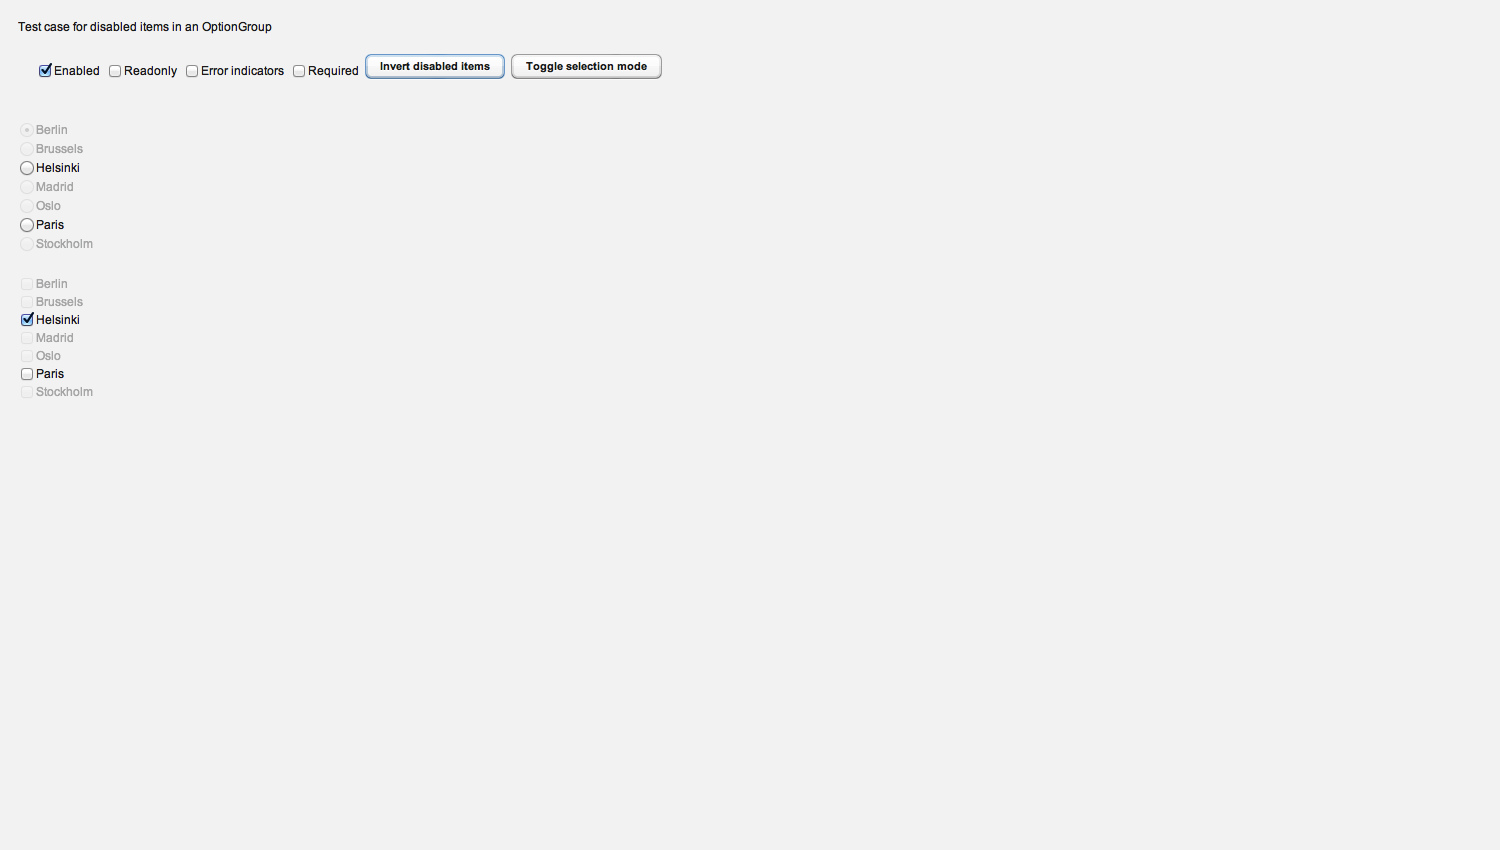 Test case for disabled items in an OptionGroup
Enabled Readonly Error indicators Required Invert disabled items Toggle selection mode
Berlin
Brussels
Helsinki
Madrid
Oslo
Paris
Stockholm
Berlin
Brussels
Helsinki
Madrid
Oslo
Paris
Stockholm